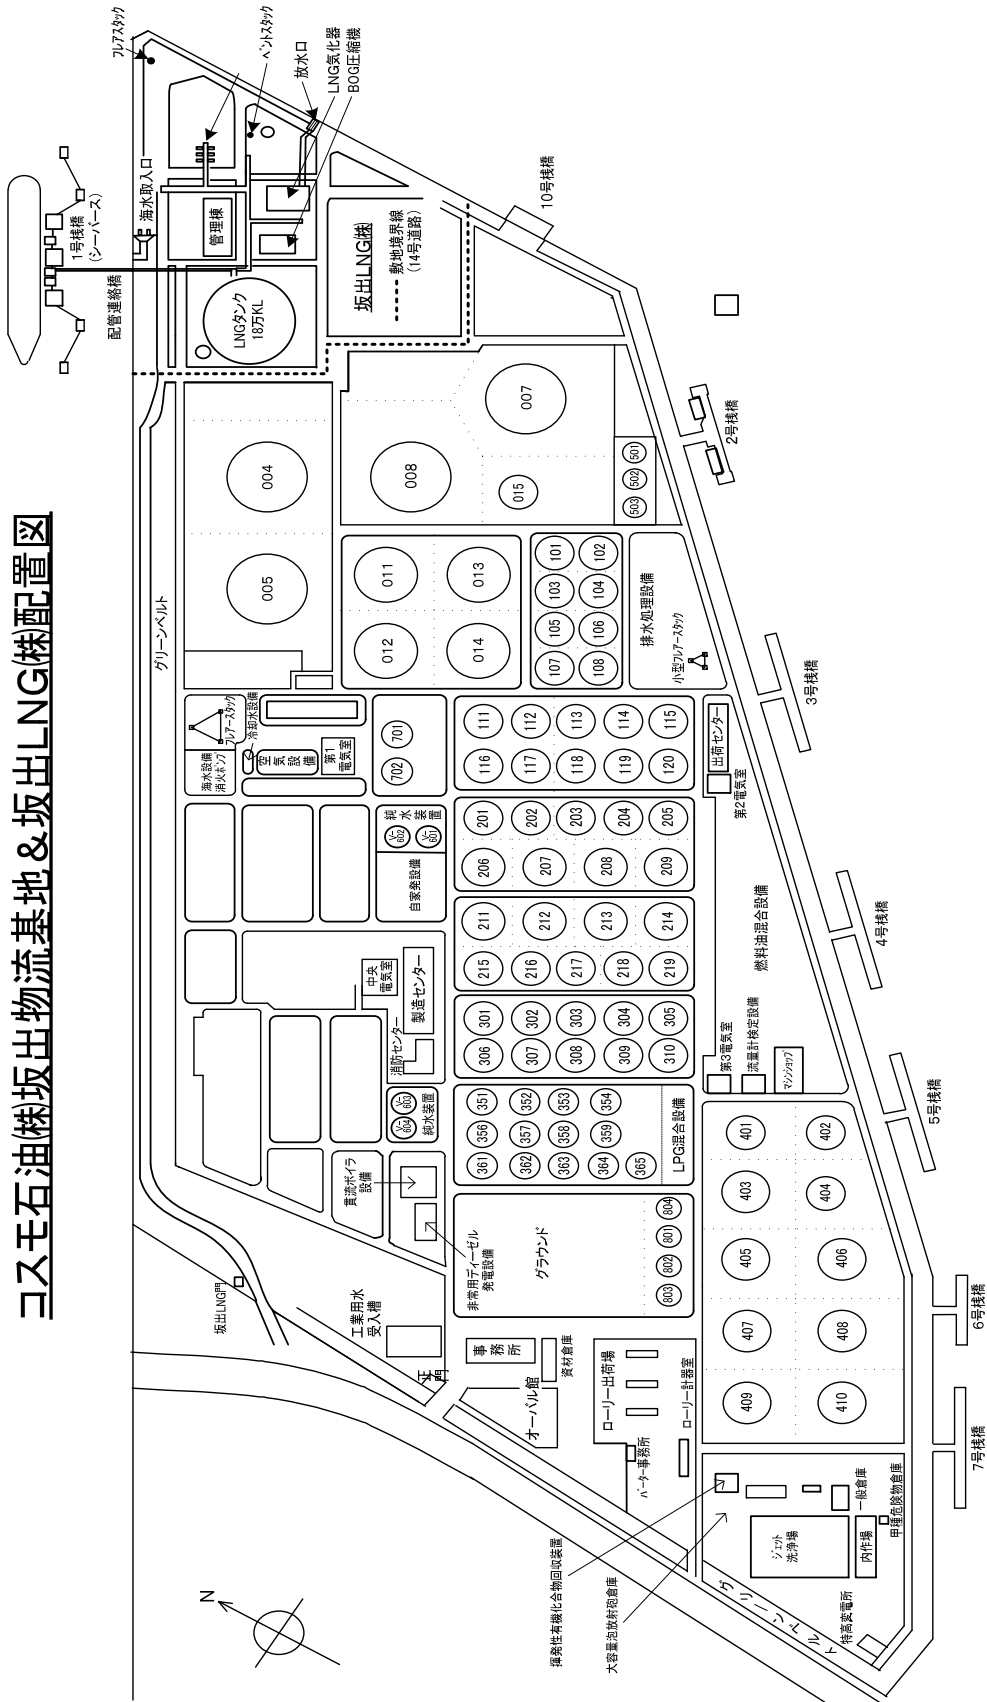 コスモ石油㈱坂出物流基地＆坂出LNG㈱配置図
フレアスタック
ベントスタック
放水口
LNG気化器
BOG圧縮機
1号桟橋
(シーバース)
海水取入口
配管連絡橋
管理棟
LNGタンク
18万KL
坂出LNG㈱
敷地境界線
(14号道路)
10号桟橋
グリーンベルト
004
005
007
008
015
501
502
503
011
013
012
014
101
102
103
104
105
106
107
108
排水処理設備
小型フレアースタック
2号桟橋
3号桟橋
フレアースタック
冷却水設備
海水設備
消火ポンプ
空気設備
第1
電気室
701
702
111
112
113
114
115
116
117
118
119
120
出荷センター
第2電気室
純水装置
V-602
V-601
自家発設備
201
202
203
204
205
206
207
208
209
211
212
213
214
215
216
217
218
219
燃料油混合設備
4号桟橋
中央
電気室
製造センター
消防センター
301
302
303
304
305
306
307
308
309
310
第3電気室
流量計検定設備
マシンショップ
5号桟橋
V-603
V-604
純水装置
351
352
353
354
356
357
358
359
361
362
363
364
365
LPG混合設備
貫流ボイラ
設備
非常用ディーゼル
発電設備
グラウンド
804
801
802
803
401
402
403
404
405
406
407
408
409
410
6号桟橋
7号桟橋
坂出LNG門
工業用水
受入槽
正門
事務所
資材倉庫
オーバル館
ローリー出荷場
ローリー計器室
バーター事務所
揮発性有機化合物回収装置
大容量泡放射砲倉庫
ジェット
洗浄場
一般倉庫
内作場
甲種危険物倉庫
特高変電所
グリーンベルト
N